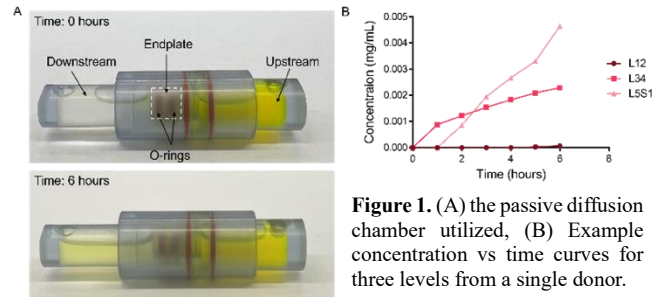 A
Time: 0 hours
Downstream
Endplate
Upstream
O-rings
Time: 6 hours
B
Concentraion (mg/mL)
0.005
0.004
0.003
0.002
0.001
0.000
0
2
4
6
8
Time (hours)
L12
L34
L5S1
Figure 1. (A) the passive diffusion
chamber utilized, (B) Example
concentration vs time curves for
three levels from a single donor.